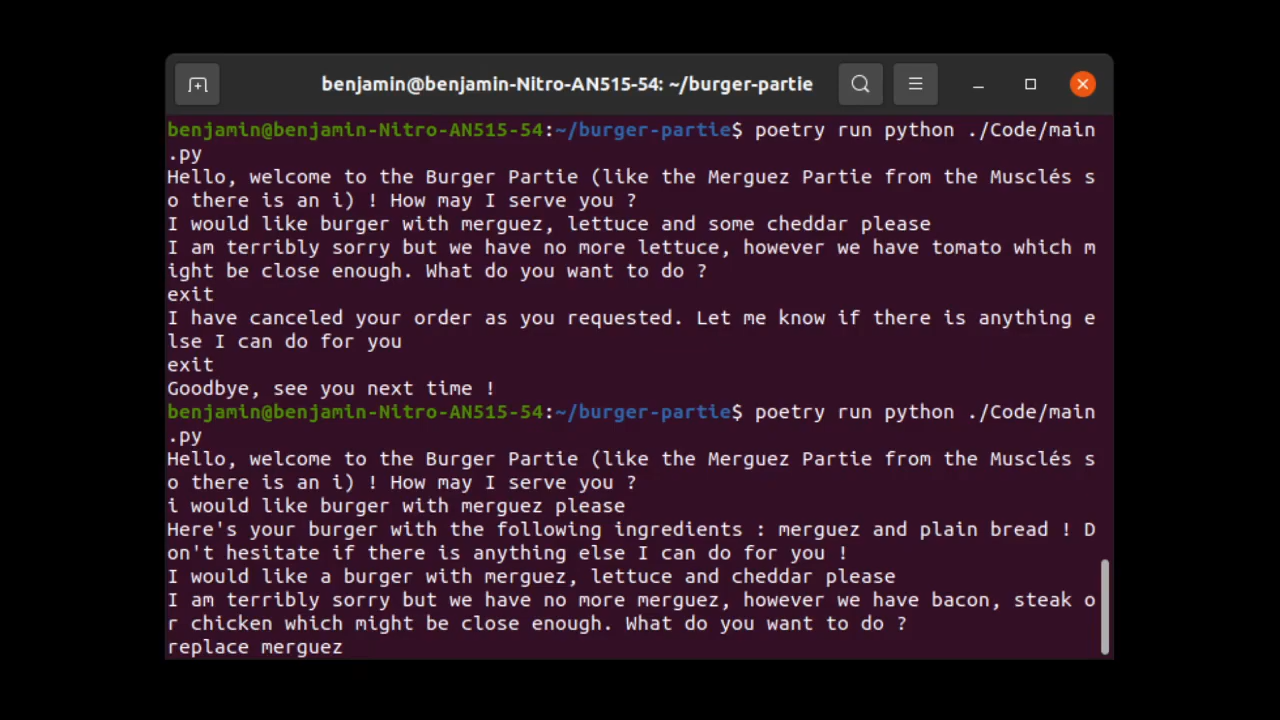 benjamin@benjamin-Nitro-AN515-54: ~/burger-partie
benjamin@benjamin-Nitro-AN515-54:~/burger-partie$ poetry run python ./Code/main
.py
Hello, welcome to the Burger Partie (like the Merguez Partie from the Musclés s
o there is an i) ! How may I serve you ?
I would like burger with merguez, lettuce and some cheddar please
I am terribly sorry but we have no more lettuce, however we have tomato which m
ight be close enough. What do you want to do ?
exit
I have canceled your order as you requested. Let me know if there is anything e
lse I can do for you
exit
Goodbye, see you next time !
benjamin@benjamin-Nitro-AN515-54:~/burger-partie$ poetry run python ./Code/main
.py
Hello, welcome to the Burger Partie (like the Merguez Partie from the Musclés s
o there is an i) ! How may I serve you ?
i would like burger with merguez please
Here's your burger with the following ingredients : merguez and plain bread ! D
on't hesitate if there is anything else I can do for you !
I would like a burger with merguez, lettuce and cheddar please
I am terribly sorry but we have no more merguez, however we have bacon, steak o
r chicken which might be close enough. What do you want to do ?
replace merguez